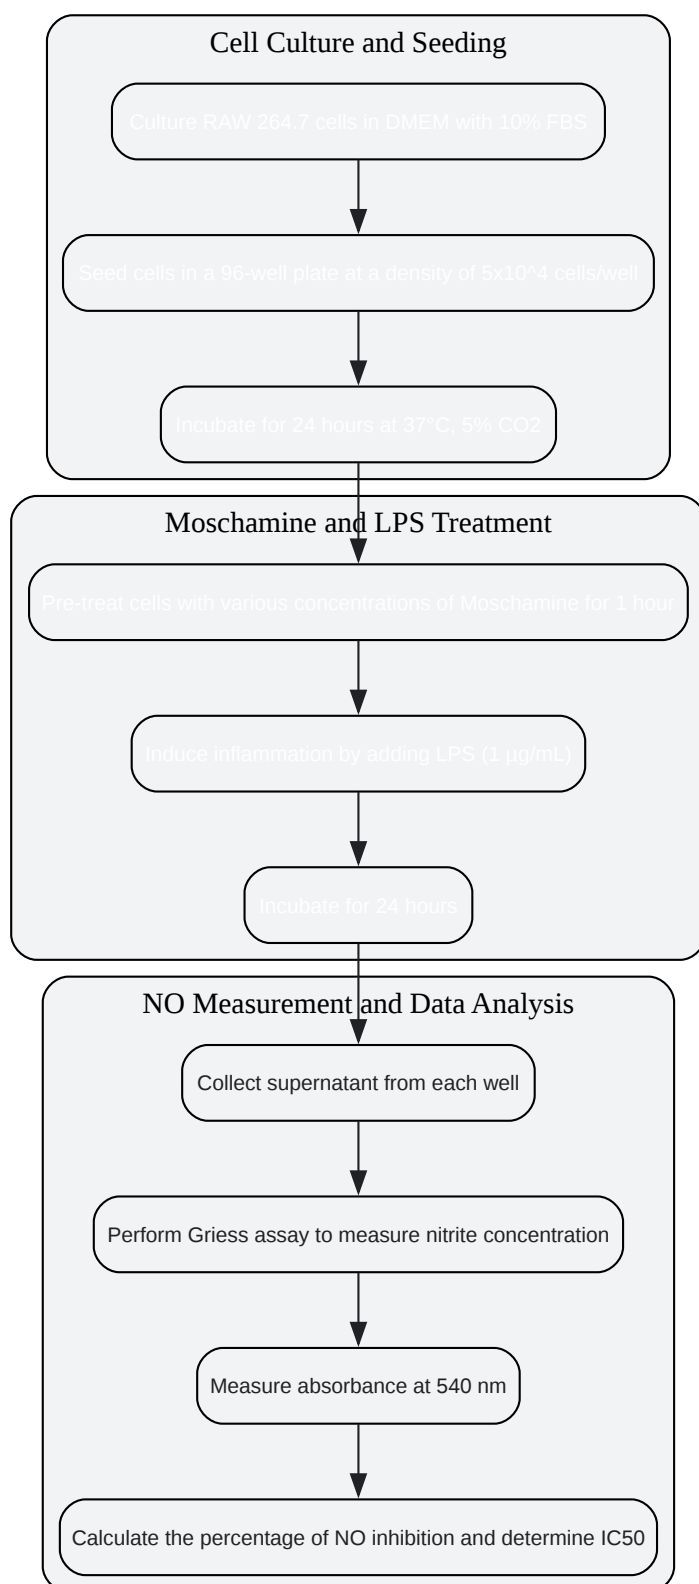 Cell Culture and Seeding
Culture RAW 264.7 cells in DMEM with 10% FBS
Seed cells in a 96-well plate at a density of 5x10^4 cells/well
Incubate for 24 hours at 37°C, 5% CO2
Moschamine and LPS Treatment
Pre-treat cells with various concentrations of Moschamine for 1 hour
Induce inflammation by adding LPS (1 µg/mL)
Incubate for 24 hours
NO Measurement and Data Analysis
Collect supernatant from each well
Perform Griess assay to measure nitrite concentration
Measure absorbance at 540 nm
Calculate the percentage of NO inhibition and determine IC50